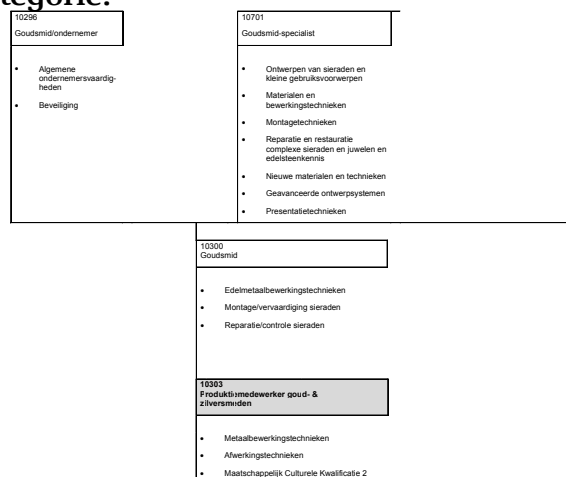 tegorie.
10296
Goudsmid/ondernemer
• Algemene
ondernemersvaardig-
heden
• Beveiliging
10701
Goudsmid-specialist
• Ontwerpen van sieraden en
kleine gebruiksvoorwerpen
• Materialen en
bewerkingstechnieken
• Montagetechnieken
• Reparatie en restauratie
complexe sieraden en juwelen en
edelsteenkennis
• Nieuwe materialen en technieken
• Geavanceerde ontwerpsystemen
• Presentatietechnieken
10300
Goudsmid
• Edelmetaalbewerkingstechnieken
• Montage/vervaardiging sieraden
• Reparatie/controle sieraden
10303
Produktiemedewerker goud- &
zilversmeden
• Metaalbewerkingstechnieken
• Afwerkingstechnieken
• Maatschappelijk Culturele Kwalificatie 2